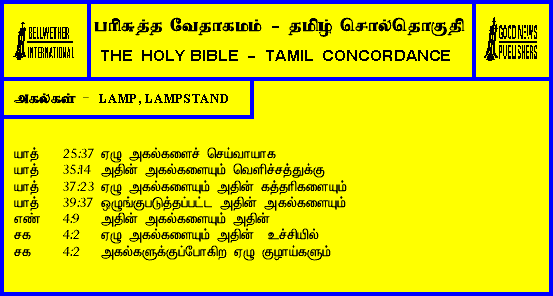 BELLWETHER
INTERNATIONAL
பரிசுத்த வேதாகமம் - தமிழ் சொல்தொகுதி
THE HOLY BIBLE - TAMIL CONCORDANCE
GOOD NEWS
PUBLISHERS
அகல்கள் - LAMP, LAMPSTAND
யாத் 25:37 ஏழு அகல்களைச் செய்வாயாக
யாத் 35:14 அதின் அகல்களையும் வெளிச்சத்துக்கு
யாத் 37:23 ஏழு அகல்களையும் அதின் கத்தரிகளையும்
யாத் 39:37 ஒழுங்குபடுத்தப்பட்ட அதின் அகல்களையும்
எண் 4:9 அதின் அகல்களையும் அதின்
சக 4:2 ஏழு அகல்களையும் அதின் உச்சியில்
சக 4:2 அகல்களுக்குப்போகிற ஏழு குழாய்களும்